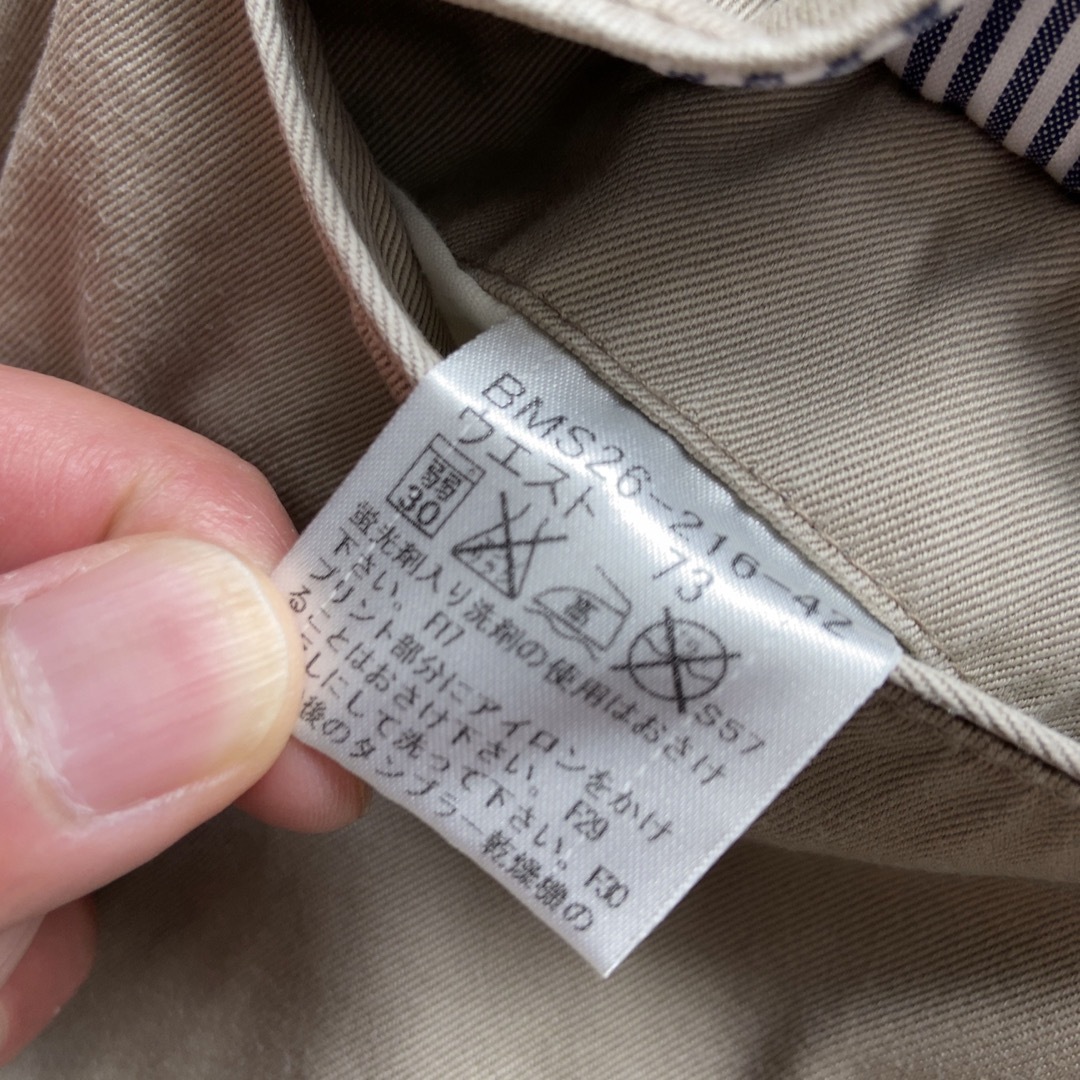 BMS26-216-42
ウエスト 73
弱 30
高
S57
蛍光剤入り洗剤の使用はおさけ
下さい。 F17
プリント部分にアイロンをかけ
ることはおさけ下さい。 F29
しにして洗って下さい。 F30
後のタンブラー乾燥機の